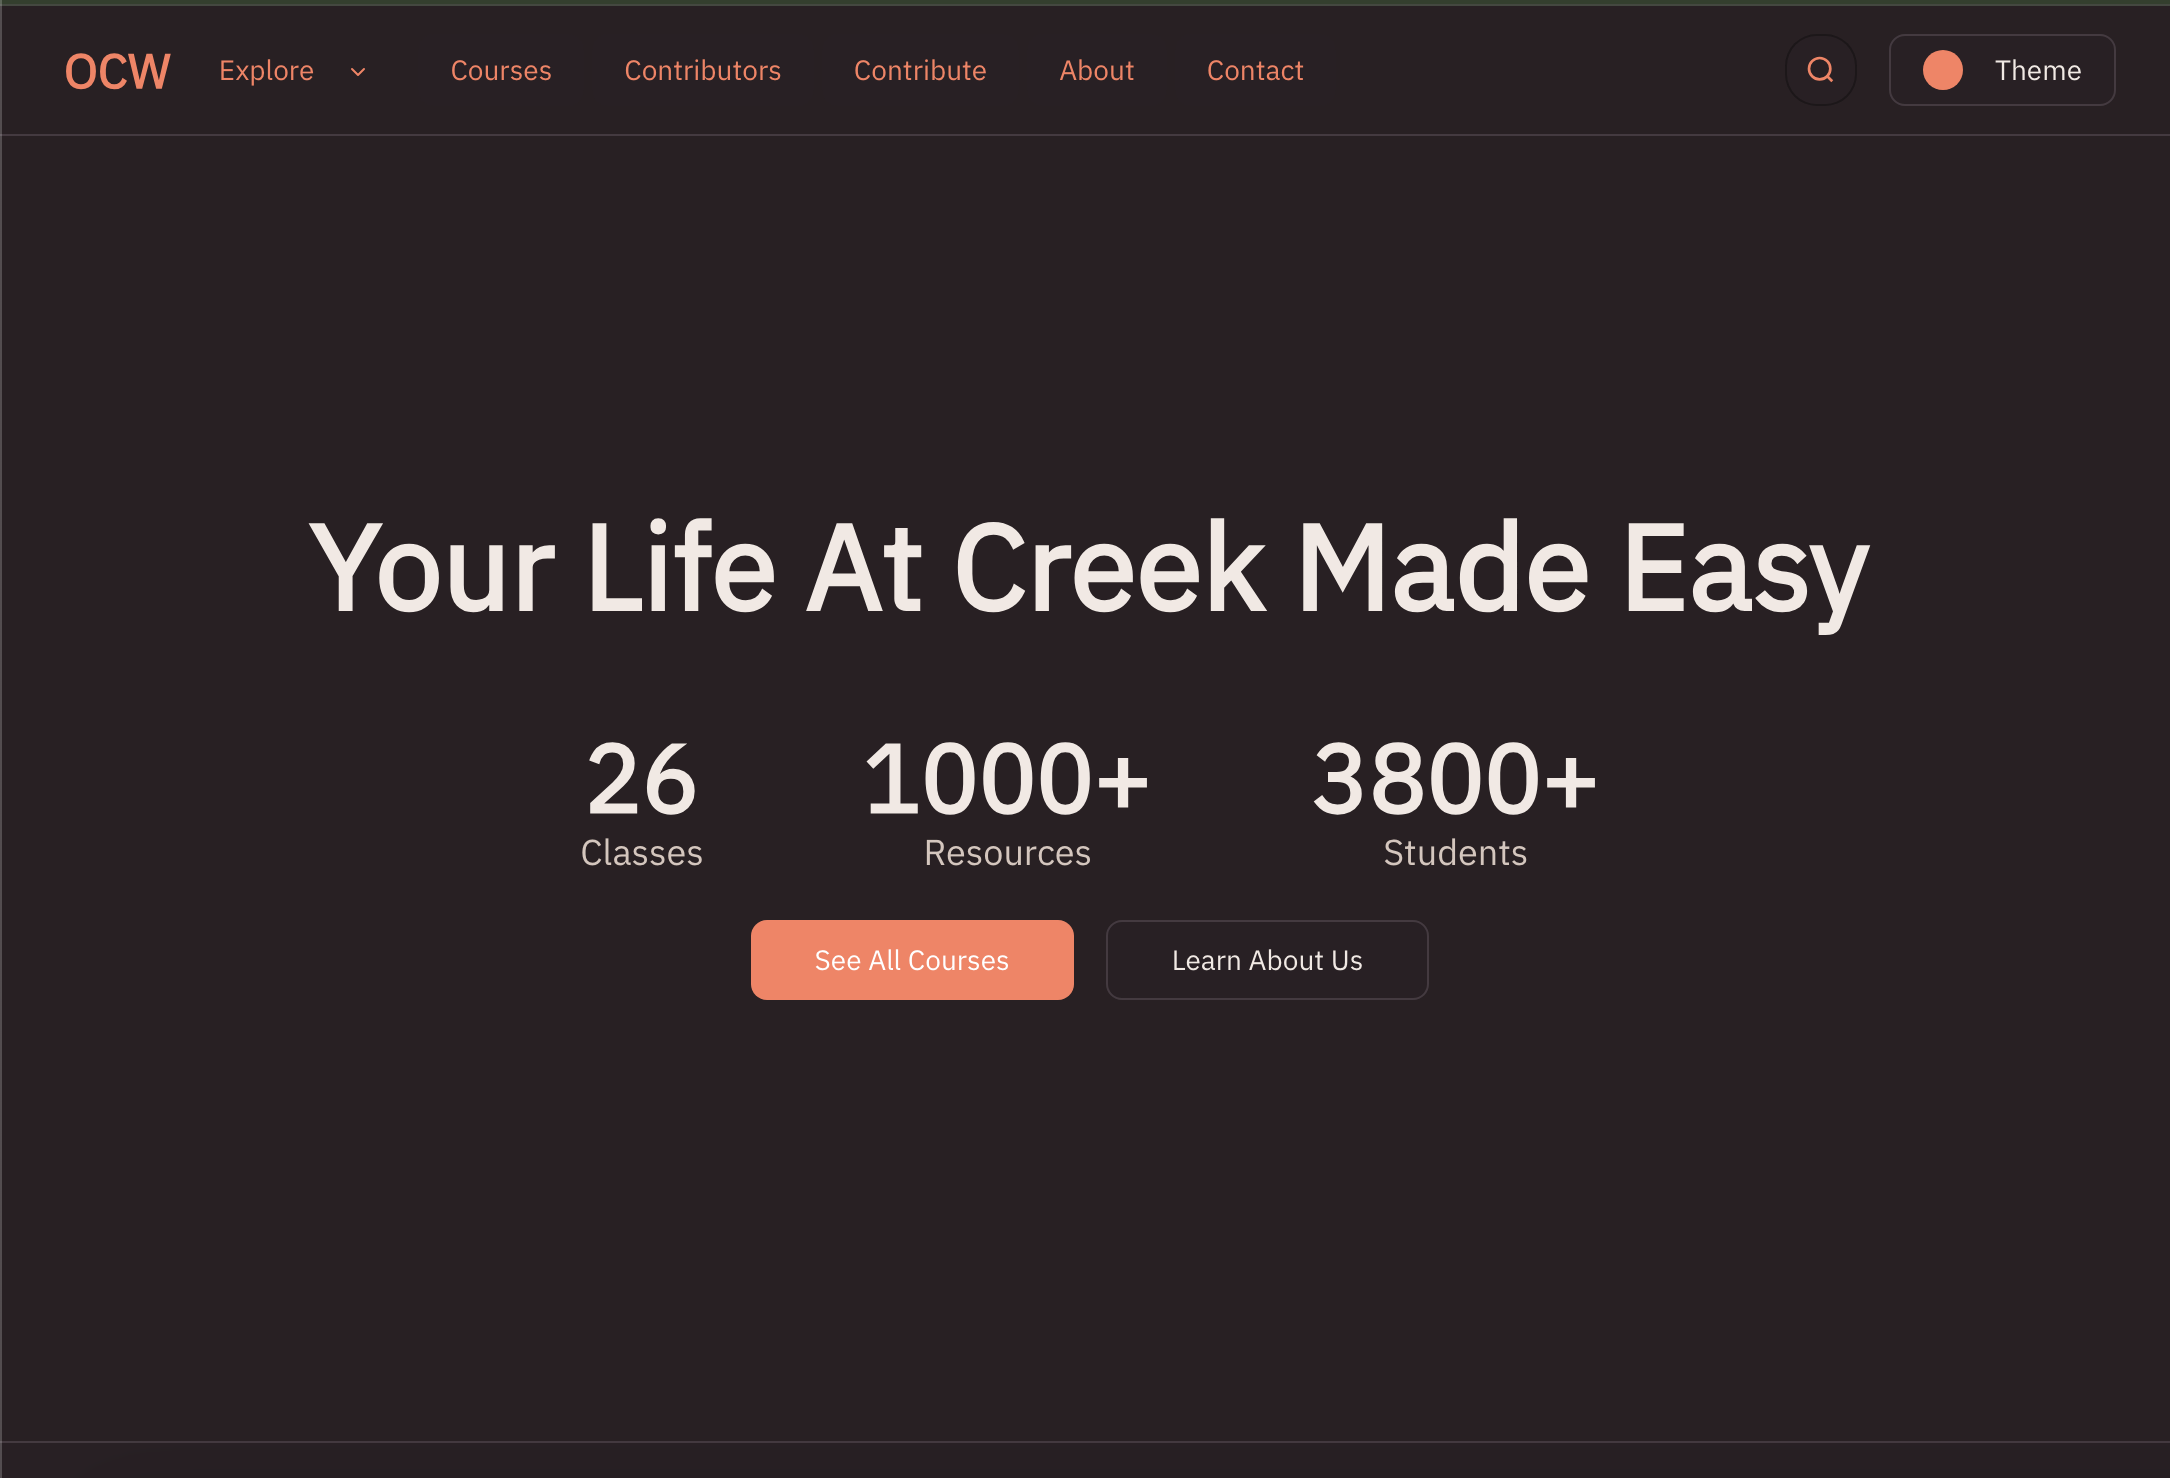 OCW Explore Courses Contributors Contribute About Contact Theme
Your Life At Creek Made Easy
26 1000+ 3800+
Classes Resources Students
See All Courses Learn About Us